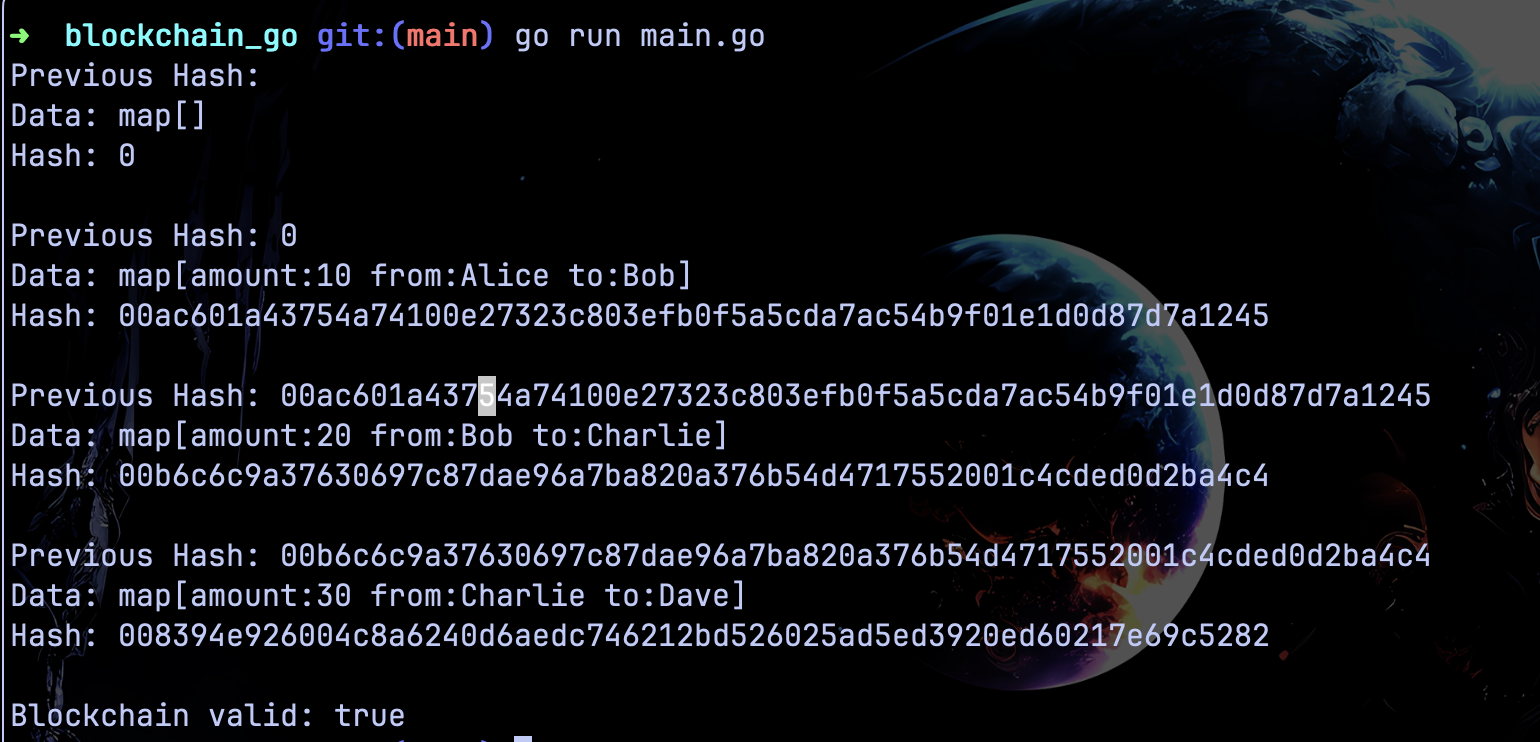 ➜ blockchain_go git:(main) go run main.go
Previous Hash:
Data: map[]
Hash: 0
Previous Hash: 0
Data: map[amount:10 from:Alice to:Bob]
Hash: 00ac601a43754a74100e27323c803efb0f5a5cda7ac54b9f01e1d0d87d7a1245
Previous Hash: 00ac601a43754a74100e27323c803efb0f5a5cda7ac54b9f01e1d0d87d7a1245
Data: map[amount:20 from:Bob to:Charlie]
Hash: 00b6c6c9a37630697c87dae96a7ba820a376b54d4717552001c4cded0d2ba4c4
Previous Hash: 00b6c6c9a37630697c87dae96a7ba820a376b54d4717552001c4cded0d2ba4c4
Data: map[amount:30 from:Charlie to:Dave]
Hash: 008394e926004c8a6240d6aedc746212bd526025ad5ed3920ed60217e69c5282
Blockchain valid: true